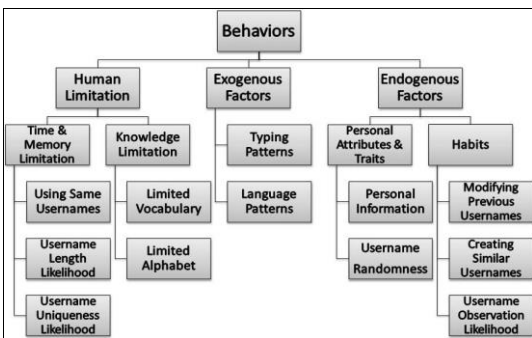 Behaviors
Human
Limitation
Exogenous
Factors
Endogenous
Factors
Time &
Memory
Limitation
Knowledge
Limitation
Typing
Patterns
Personal
Attributes &
Traits
Habits
Using Same
Usernames
Limited
Vocabulary
Language
Patterns
Personal
Information
Modifying
Previous
Usernames
Username
Length
Likelihood
Limited
Alphabet
Username
Randomness
Creating
Similar
Usernames
Username
Uniqueness
Likelihood
Username
Observation
Likelihood